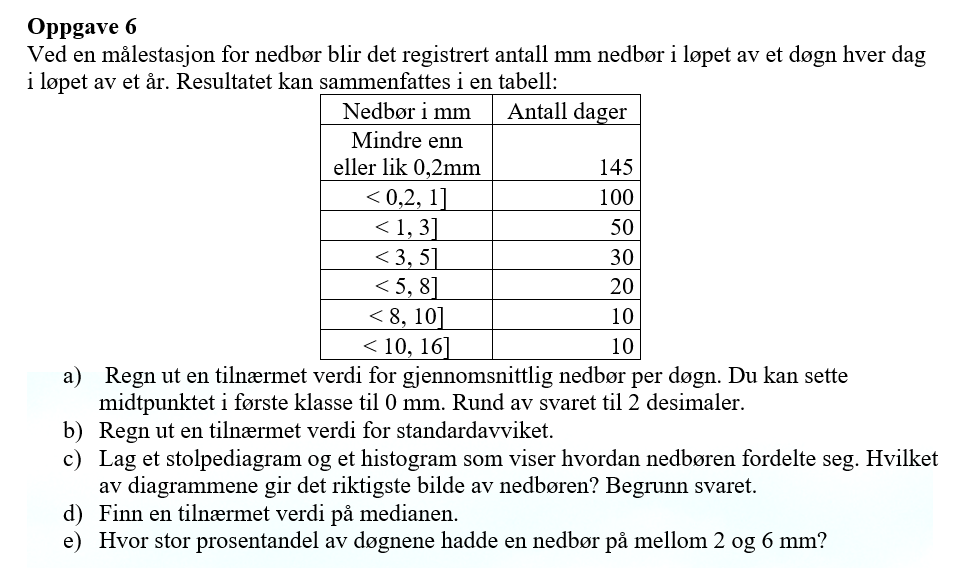 Oppgave 6
Ved en målestasjon for nedbør blir det registrert antall mm nedbør i løpet av et døgn hver dag
i løpet av et år. Resultatet kan sammenfattes i en tabell:
Nedbør i mm Antall dager
Mindre enn
eller lik 0,2mm 145
< 0,2, 1] 100
< 1, 3] 50
< 3, 5] 30
< 5, 8] 20
< 8, 10] 10
< 10, 16] 10
a) Regn ut en tilnærmet verdi for gjennomsnittlig nedbør per døgn. Du kan sette
midtpunktet i første klasse til 0 mm. Rund av svaret til 2 desimaler.
b) Regn ut en tilnærmet verdi for standardavviket.
c) Lag et stolpediagram og et histogram som viser hvordan nedbøren fordelte seg. Hvilket
av diagrammene gir det riktigste bilde av nedbøren? Begrunn svaret.
d) Finn en tilnærmet verdi på medianen.
e) Hvor stor prosentandel av døgnene hadde en nedbør på mellom 2 og 6 mm?